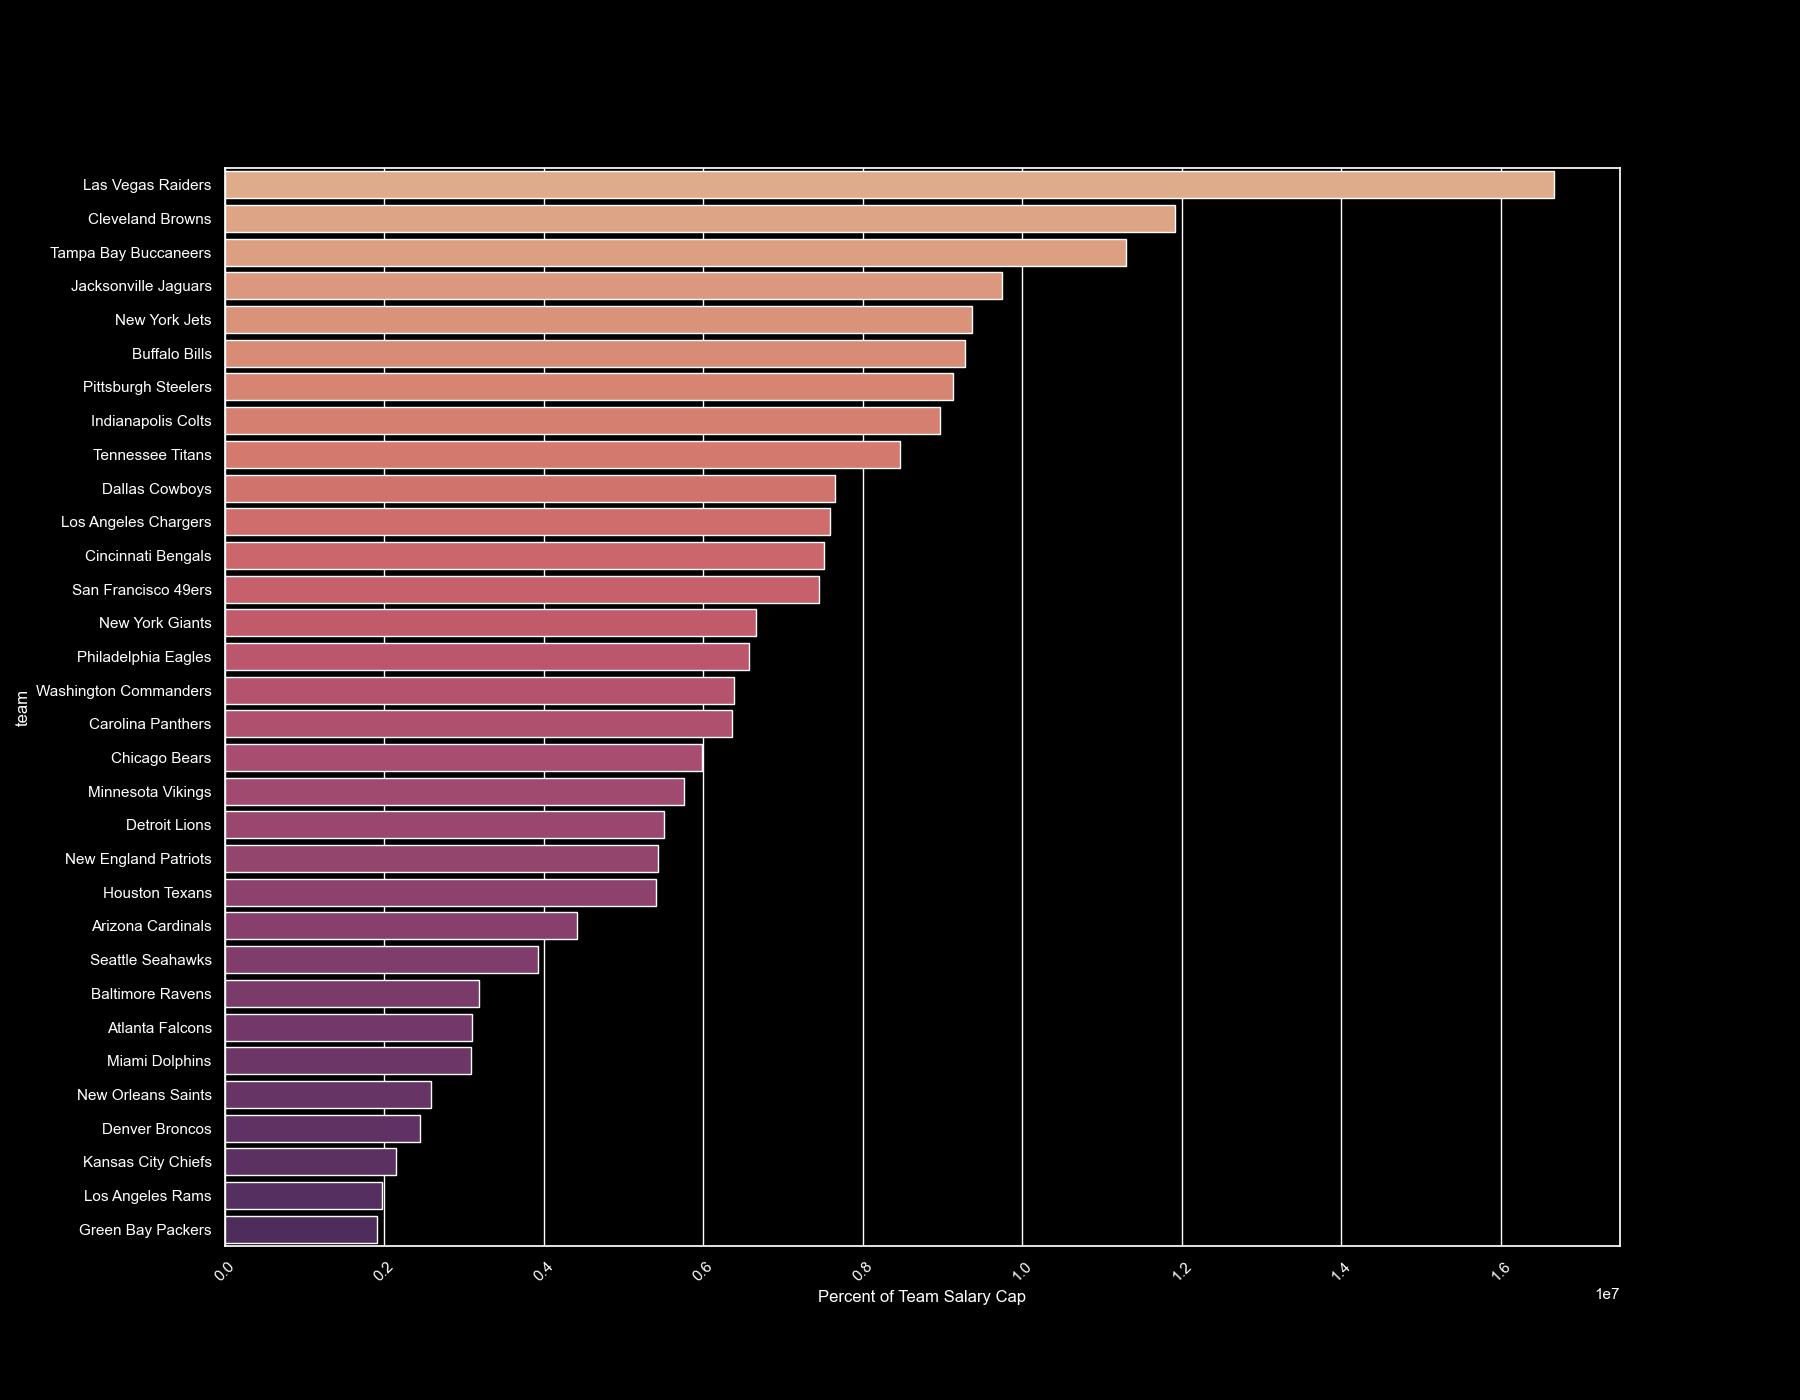 Las Vegas Raiders
Cleveland Browns
Tampa Bay Buccaneers
Jacksonville Jaguars
New York Jets
Buffalo Bills
Pittsburgh Steelers
Indianapolis Colts
Tennessee Titans
Dallas Cowboys
Los Angeles Chargers
Cincinnati Bengals
San Francisco 49ers
New York Giants
Philadelphia Eagles
Washington Commanders
team
Carolina Panthers
Chicago Bears
Minnesota Vikings
Detroit Lions
New England Patriots
Houston Texans
Arizona Cardinals
Seattle Seahawks
Baltimore Ravens
Atlanta Falcons
Miami Dolphins
New Orleans Saints
Denver Broncos
Kansas City Chiefs
Los Angeles Rams
Green Bay Packers
0.0 0.2 0.4 0.6 0.8 1.0 1.2 1.4 1.6
1e7
Percent of Team Salary Cap